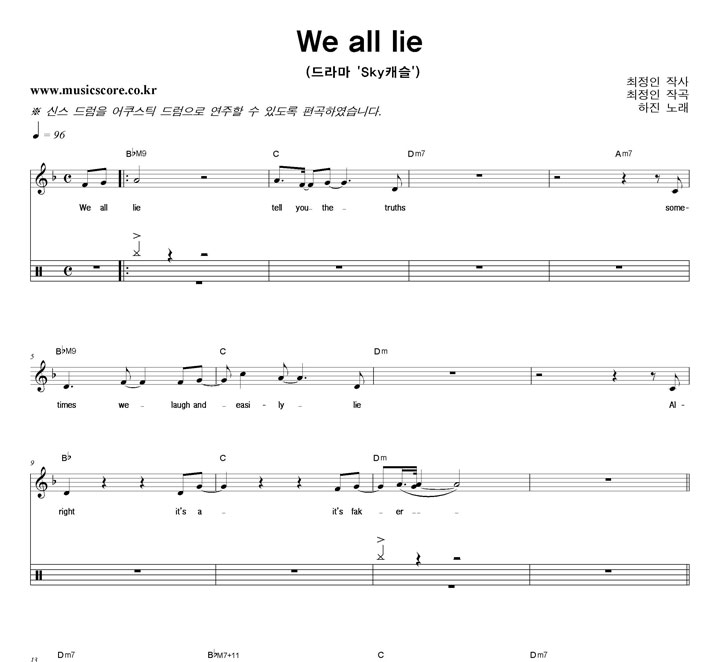 We all lie
(드라마 'Sky캐슬')
최정인 작사
www.musicscore.co.kr
최정인 작곡
※ 신스 드럼을 어쿠스틱 드럼으로 연주할 수 있도록 편곡하였습니다.
하진 노래
= 96
B♭M9 C Dm7 Am7
We all lie tell you the truths some-
5 B♭M9 C Dm
times we laugh and easi - ly lie Al-
9 B♭ C Dm
right it's a it's fak er
13 Dm7 B♭M7+11 C Dm7